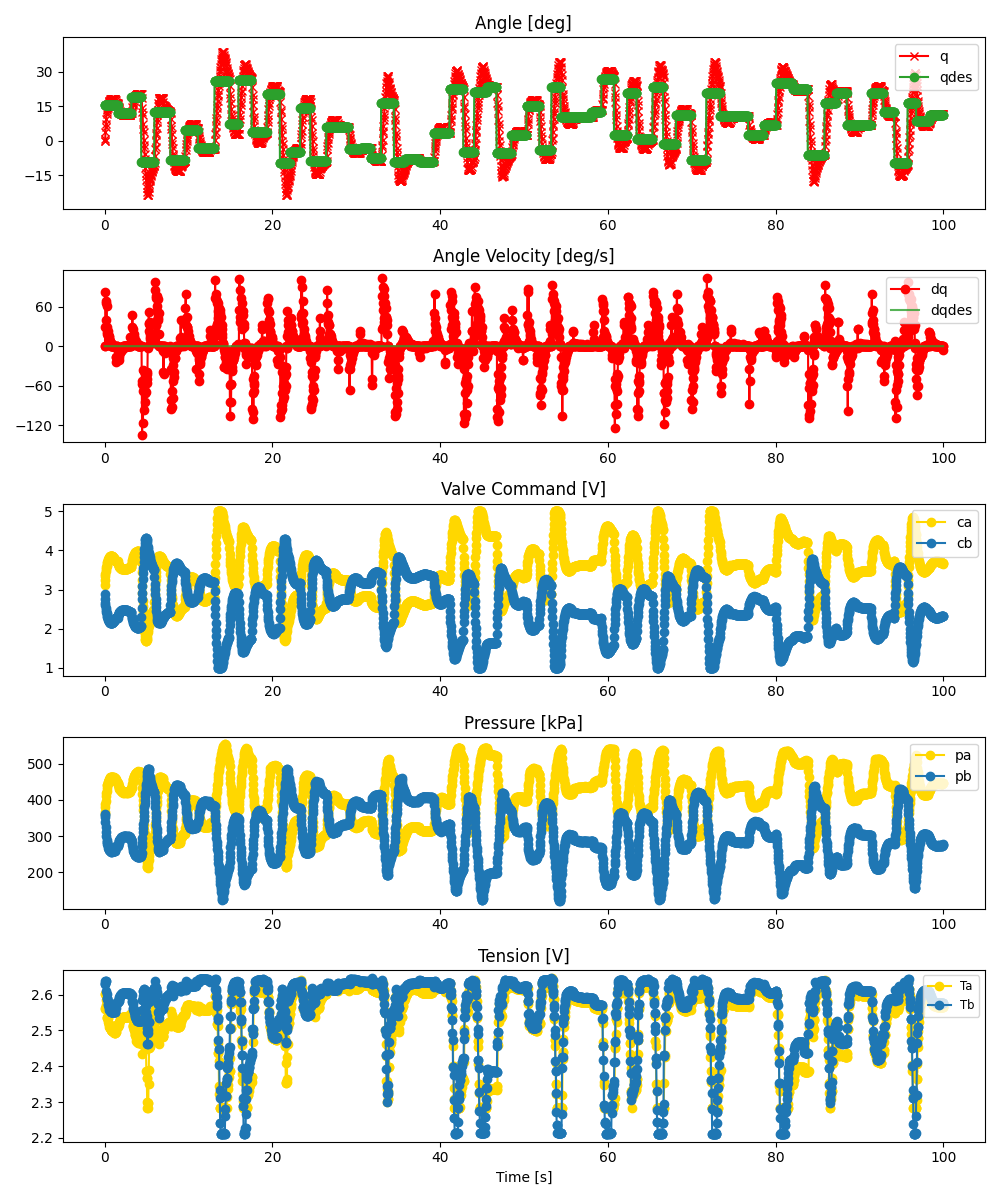 Angle [deg]
30
15
0
−15
q
qdes
0 20 40 60 80 100
Angle Velocity [deg/s]
60
0
−60
−120
dq
dqdes
0 20 40 60 80 100
Valve Command [V]
5
4
3
2
1
ca
cb
0 20 40 60 80 100
Pressure [kPa]
500
400
300
200
pa
pb
0 20 40 60 80 100
Tension [V]
2.6
2.5
2.4
2.3
2.2
Ta
Tb
0 20 40 60 80 100
Time [s]